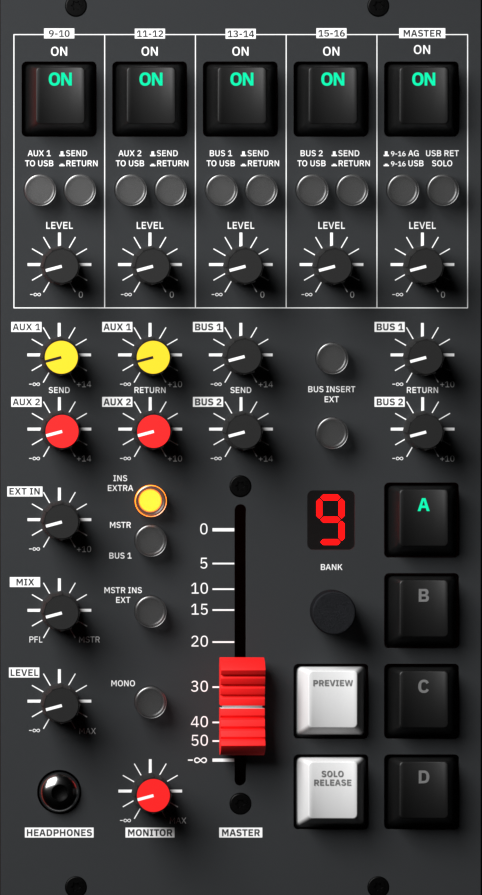 9-10 11-12 13-14 15-16 MASTER
ON ON ON ON ON
ON ON ON ON ON
AUX 1 SEND AUX 2 SEND BUS 1 SEND BUS 2 SEND 9-16 AG USB RET
TO USB RETURN TO USB RETURN TO USB RETURN TO USB RETURN 9-16 USB SOLO
LEVEL LEVEL LEVEL LEVEL LEVEL
-∞ 0 -∞ 0 -∞ 0 -∞ 0 -∞ 0
AUX 1 AUX 1 BUS 1 BUS 1
-∞ +14 -∞ +10 -∞ +14 -∞ +10
SEND RETURN SEND BUS INSERT RETURN
EXT
AUX 2 AUX 2 BUS 2 BUS 2
-∞ +14 -∞ +10 -∞ +14 -∞ +10
EXT IN
-∞ +10
INS
EXTRA
MSTR
BUS 1
MIX
PFL MSTR
MSTR INS
EXT
LEVEL
-∞ MAX
MONO
HEADPHONES
-∞ MAX
MONITOR
0
5
10
15
20
30
40
50
-∞
MASTER
9
BANK
A
B
PREVIEW
C
SOLO
RELEASE
D